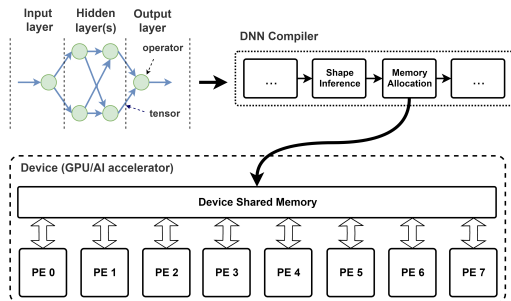 Input
layer
Hidden
layer(s)
Output
layer
operator
tensor
DNN Compiler
...
Shape
Inference
Memory
Allocation
...
Device (GPU/AI accelerator)
Device Shared Memory
PE 0
PE 1
PE 2
PE 3
PE 4
PE 5
PE 6
PE 7